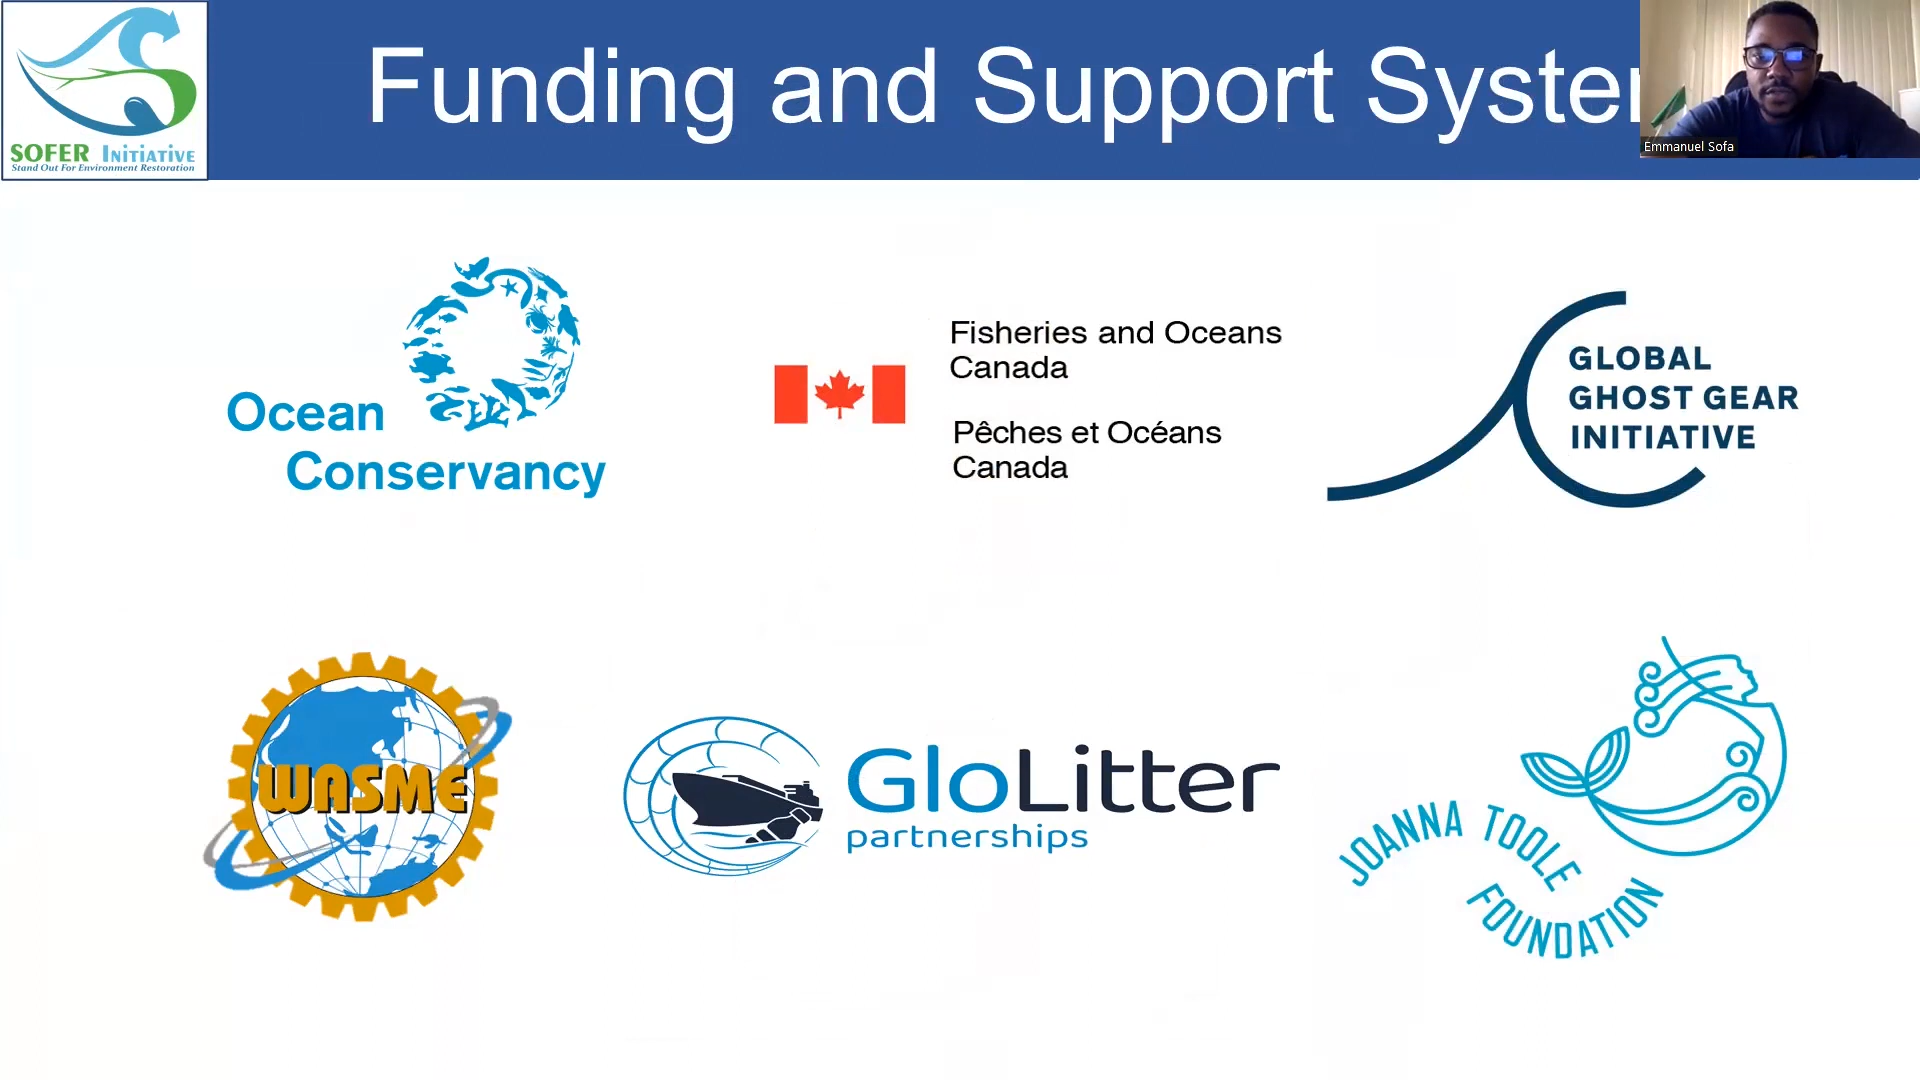 Funding and Support System
SOFER INITIATIVE
Stand Out For Environment Restoration
Emmanuel Sofa
Ocean
Conservancy
Fisheries and Oceans
Canada
Pêches et Océans
Canada
GLOBAL
GHOST GEAR
INITIATIVE
WASME
GloLitter
partnerships
JOANNA TOOLE
FOUNDATION